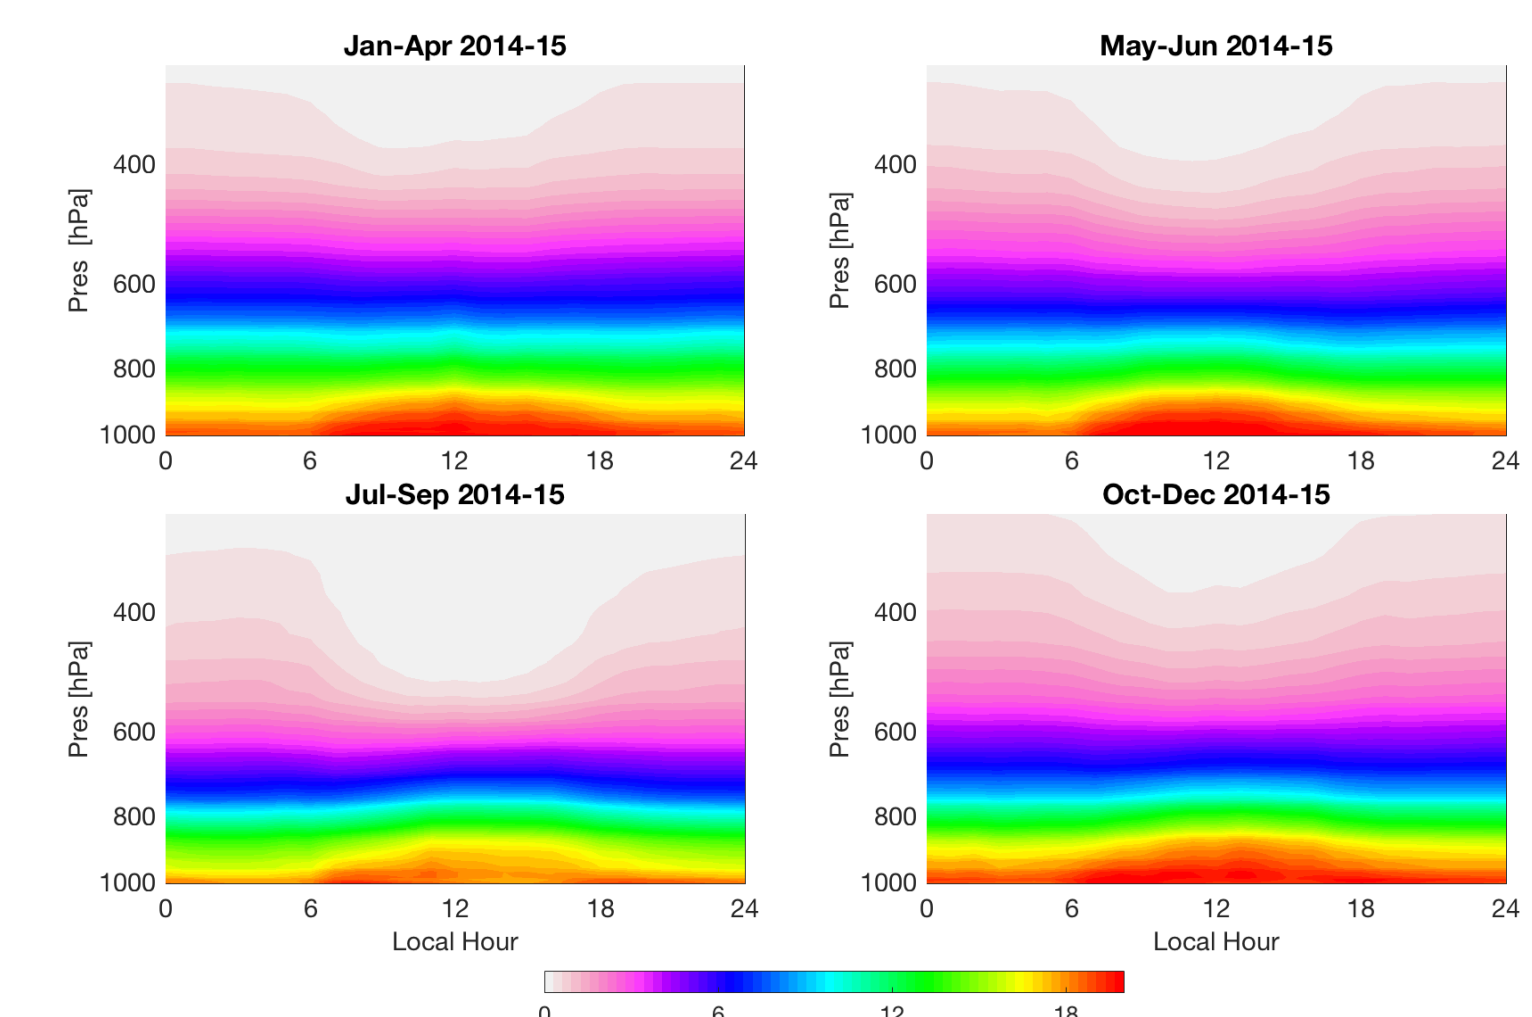 Jan-Apr 2014-15
May-Jun 2014-15
400
600
800
1000
Pres [hPa]
0 6 12 18 24
400
600
800
1000
Pres [hPa]
0 6 12 18 24
Jul-Sep 2014-15
Oct-Dec 2014-15
400
600
800
1000
Pres [hPa]
0 6 12 18 24
Local Hour
400
600
800
1000
Pres [hPa]
0 6 12 18 24
Local Hour
0 6 12 18